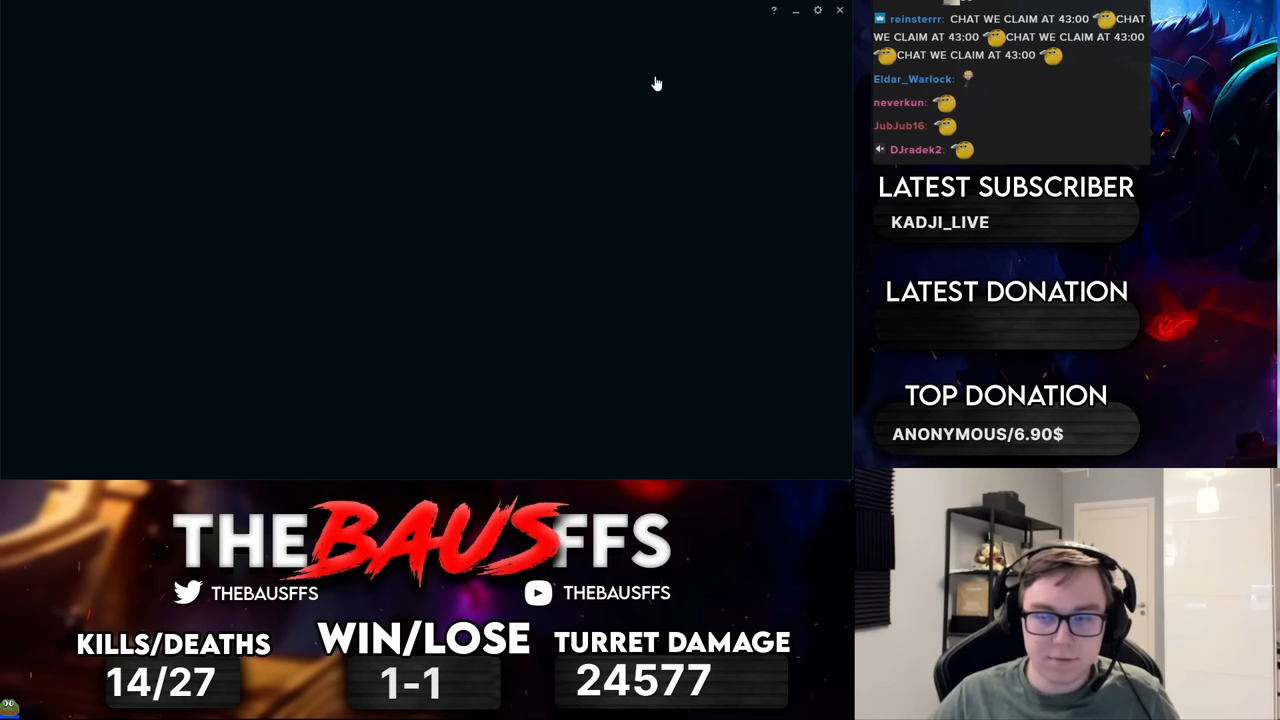 ?
reinsterrr: CHAT WE CLAIM AT 43:00 CHAT
WE CLAIM AT 43:00 CHAT WE CLAIM AT 43:00
CHAT WE CLAIM AT 43:00
Eldar_Warlock:
neverkun:
JubJub16:
DJradek2:
LATEST SUBSCRIBER
KADJI_LIVE
LATEST DONATION
TOP DONATION
ANONYMOUS/6.90$
THEBAUSFFS
THEBAUSFFS
THEBAUSFFS
KILLS/DEATHS
14/27
WIN/LOSE
1-1
TURRET DAMAGE
24577